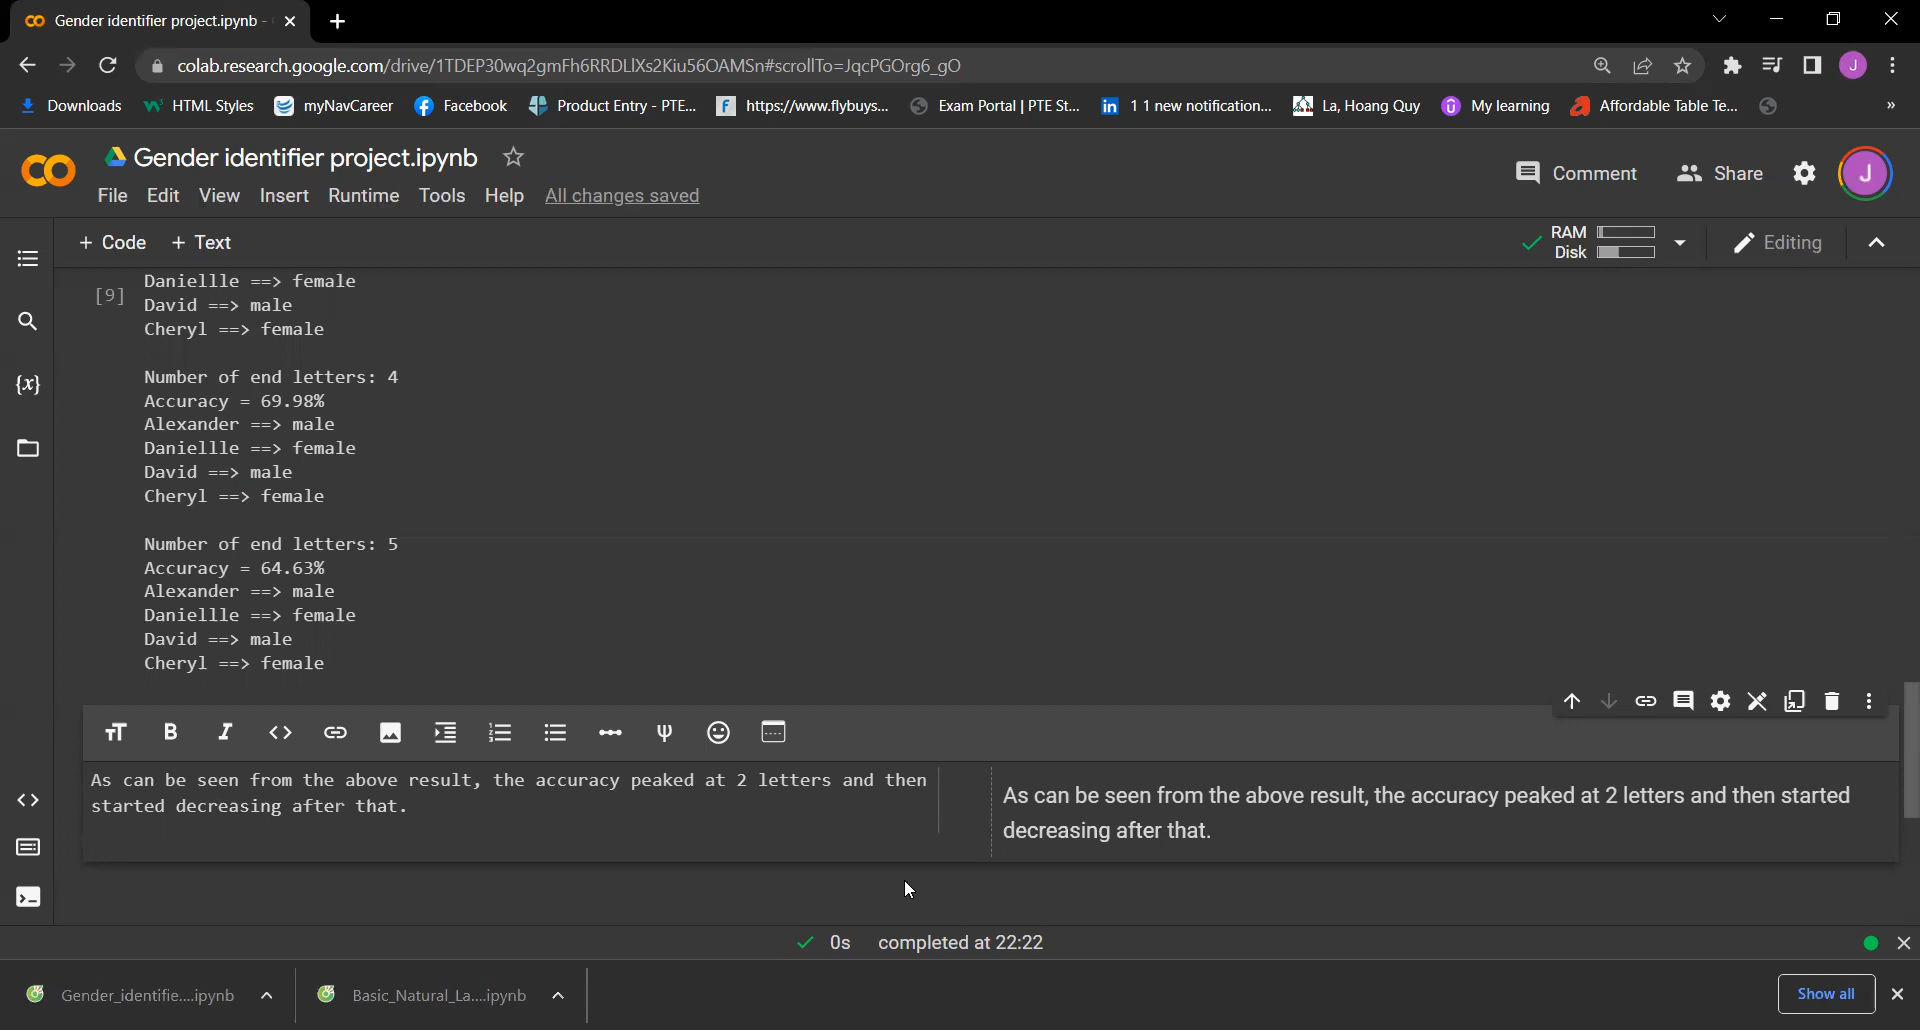 Gender identifier project.ipynb -
colab.research.google.com/drive/1TDEP30wq2gmFh6RRDLlXs2Kiu56OAMSn#scrollTo=JqcPGOrg6_gO
J
Downloads
HTML Styles
myNavCareer
Facebook
Product Entry - PTE...
https://www.flybuys...
Exam Portal | PTE St...
1 1 new notification...
La, Hoang Quy
My learning
Affordable Table Te...
»
Gender identifier project.ipynb
Comment
Share
J
File Edit View Insert Runtime Tools Help All changes saved
+ Code + Text
RAM
Disk
Editing
[9]
Daniellle ==> female
David ==> male
Cheryl ==> female
Number of end letters: 4
Accuracy = 69.98%
Alexander ==> male
Daniellle ==> female
David ==> male
Cheryl ==> female
Number of end letters: 5
Accuracy = 64.63%
Alexander ==> male
Daniellle ==> female
David ==> male
Cheryl ==> female
As can be seen from the above result, the accuracy peaked at 2 letters and then
started decreasing after that.
As can be seen from the above result, the accuracy peaked at 2 letters and then started
decreasing after that.
0s completed at 22:22
Gender_identifie....ipynb
Basic_Natural_La....ipynb
Show all